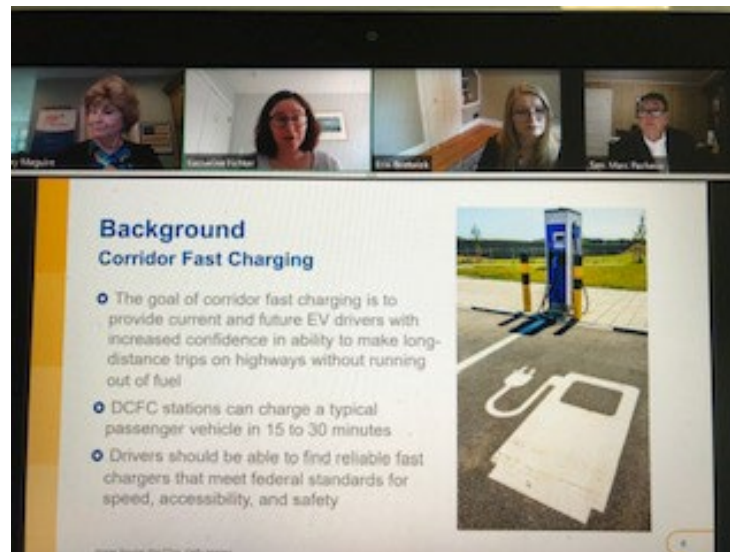 Maguire
Sen. Marc Pacheco
Background
Corridor Fast Charging
The goal of corridor fast charging is to
provide current and future EV drivers with
increased confidence in ability to make long-
distance trips on highways without running
out of fuel
DCFC stations can charge a typical
passenger vehicle in 15 to 30 minutes
Drivers should be able to find reliable fast
chargers that meet federal standards for
speed, accessibility, and safety